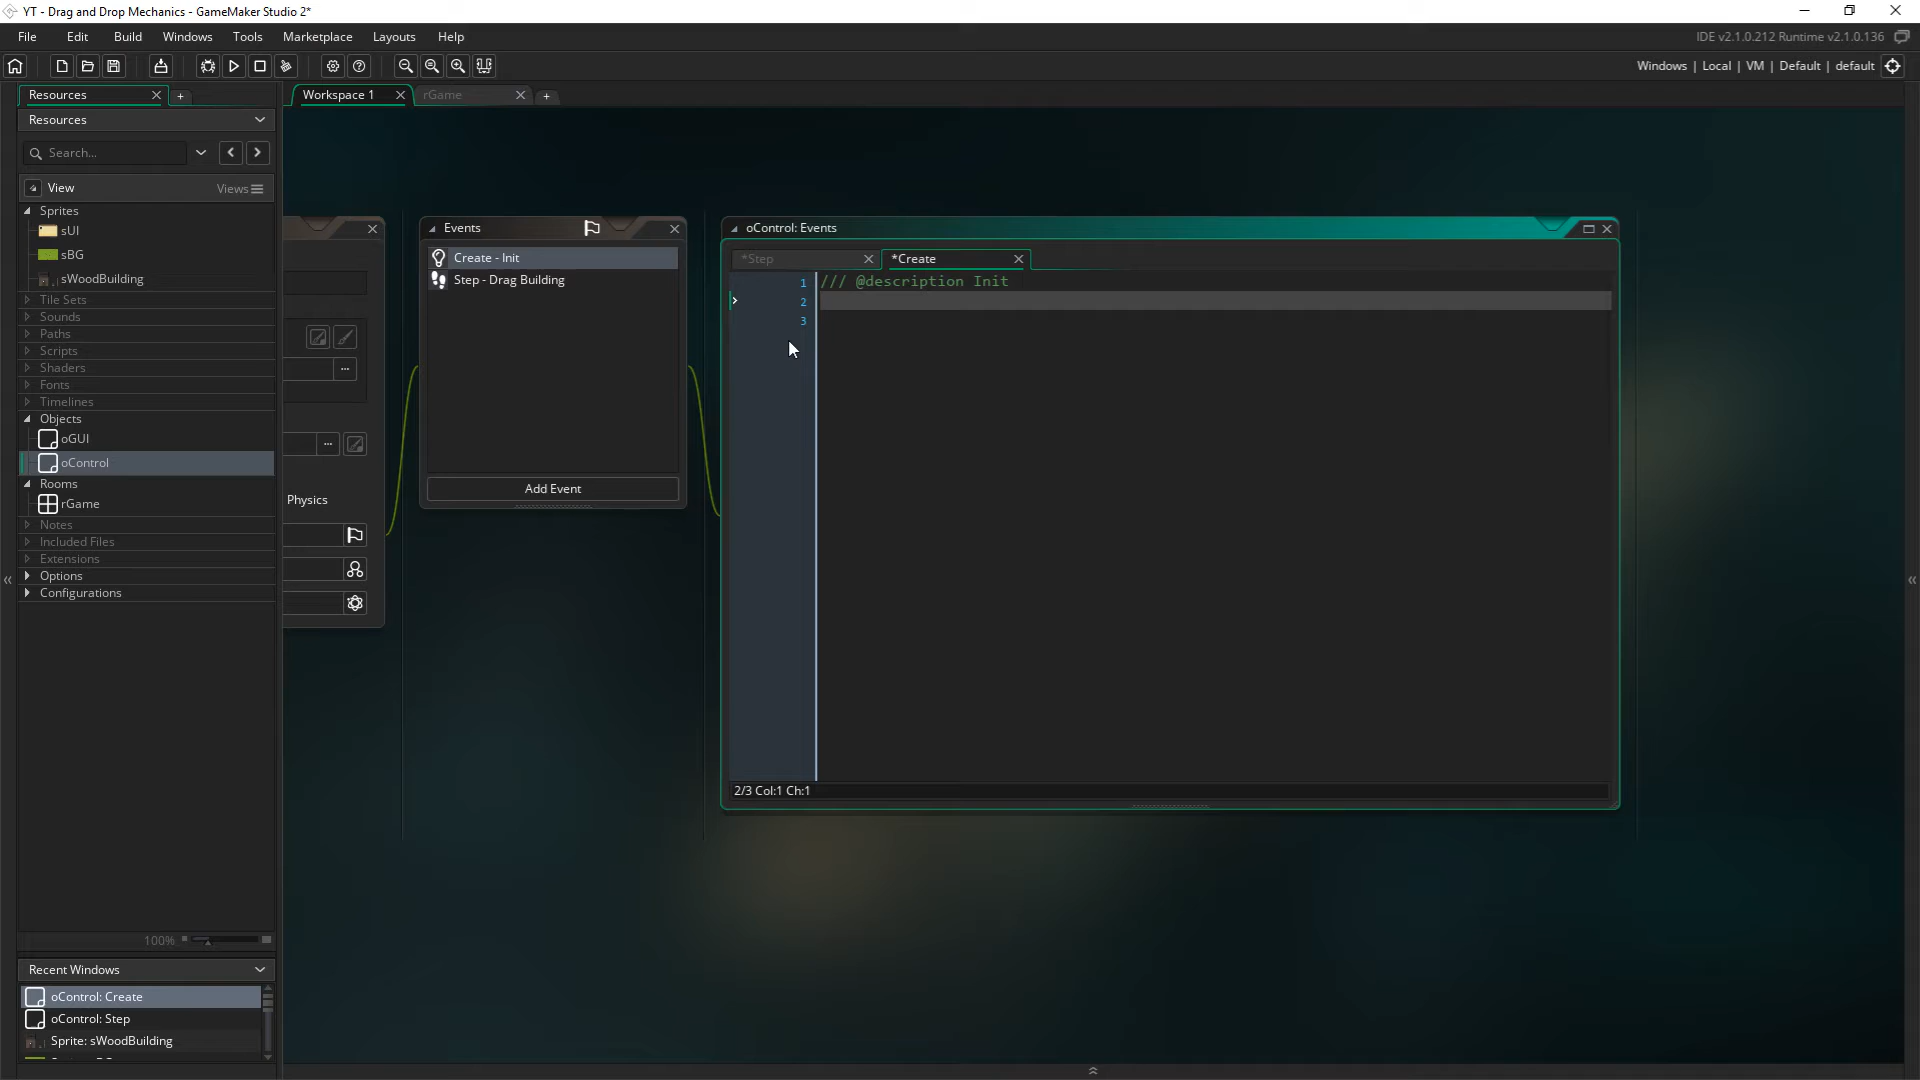 YT - Drag and Drop Mechanics - GameMaker Studio 2*
File Edit Build Windows Tools Marketplace Layouts Help
IDE v2.1.0.212 Runtime v2.1.0.136
Windows | Local | VM | Default | default
Resources
Workspace 1
rGame
Resources
Search...
View
Views
Sprites
sUI
sBG
sWoodBuilding
Tile Sets
Sounds
Paths
Scripts
Shaders
Fonts
Timelines
Objects
oGUI
oControl
Rooms
rGame
Notes
Included Files
Extensions
Options
Configurations
100%
Recent Windows
oControl: Create
oControl: Step
Sprite: sWoodBuilding
Physics
Events
Create - Init
Step - Drag Building
Add Event
oControl: Events
*Step
*Create
1 /// @description Init
2
3
2/3 Col:1 Ch:1